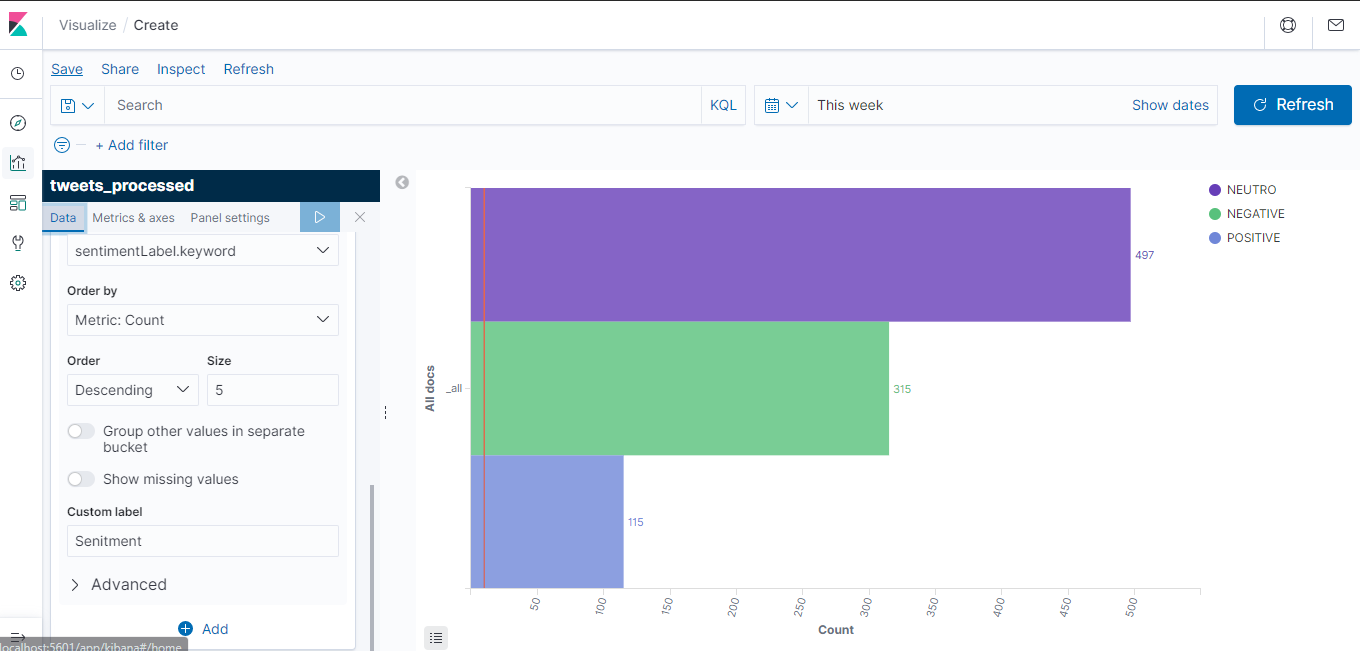 Visualize / Create
Save Share Inspect Refresh
Search KQL This week Show dates Refresh
+ Add filter
tweets_processed
Data Metrics & axes Panel settings
sentimentLabel.keyword
Order by
Metric: Count
Order Size
Descending 5
Group other values in separate
bucket
Show missing values
Custom label
Senitment
Advanced
Add
localhost:5601/app/kibana#/home
All docs
_all
497
315
115
50 100 150 200 250 300 350 400 450 500
Count
NEUTRO
NEGATIVE
POSITIVE